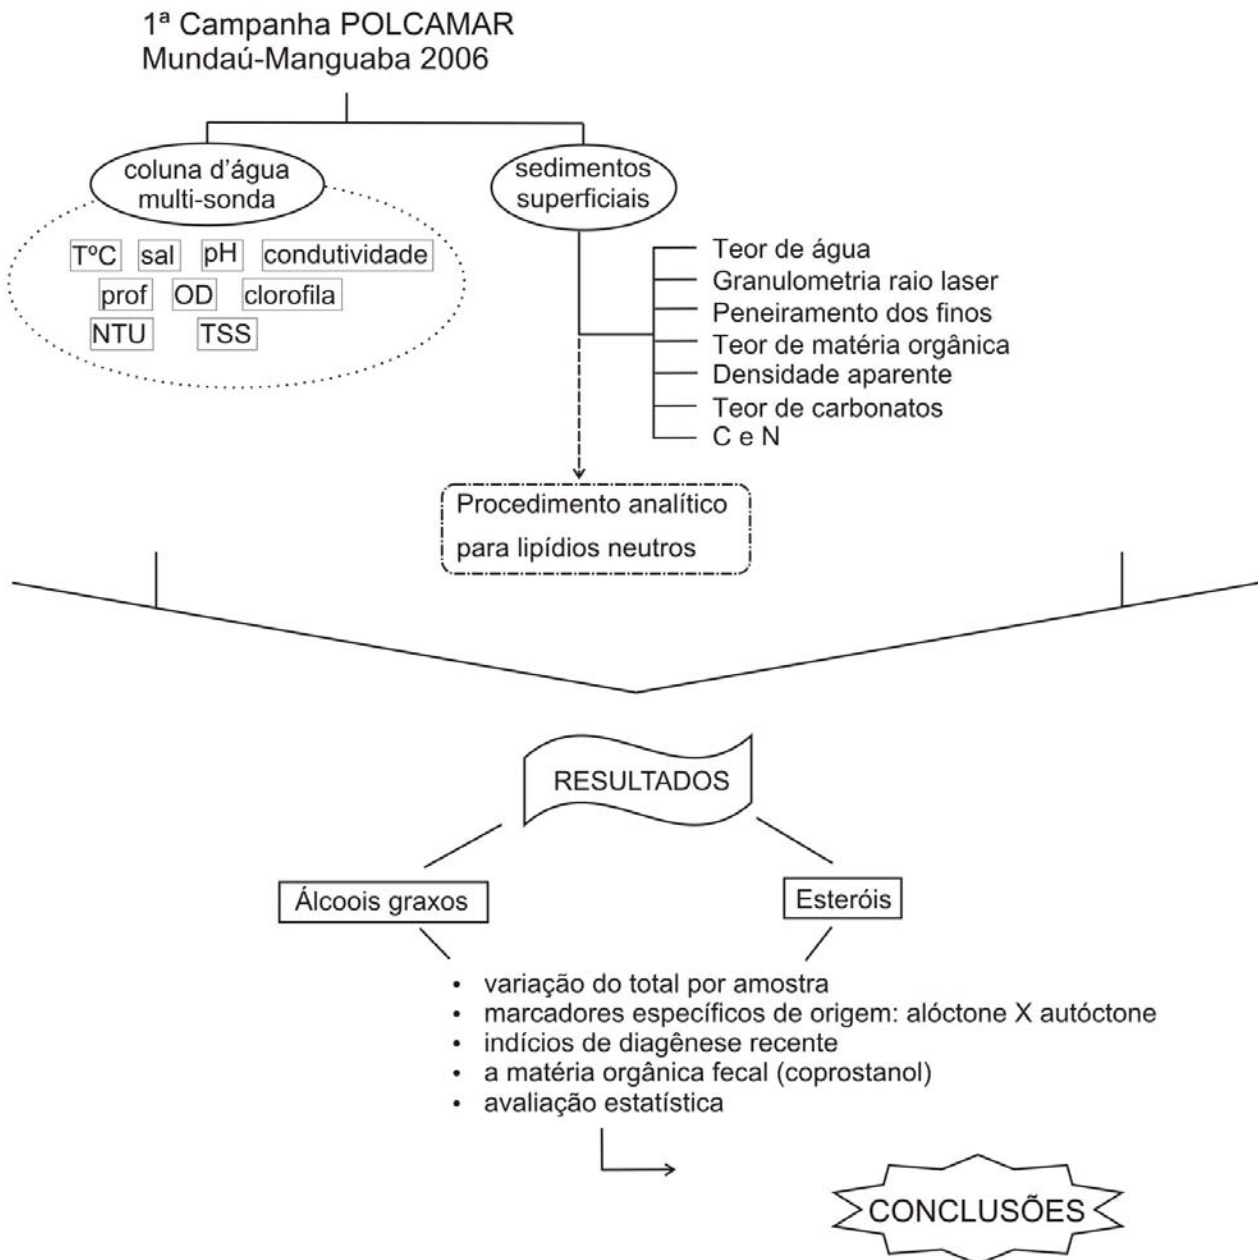 1ª Campanha POLCAMAR
Mundaú-Manguaba 2006
coluna d'água
multi-sonda
sedimentos
superficiais
TºC sal pH condutividade
prof OD clorofila
NTU TSS
Teor de água
Granulometria raio laser
Peneiramento dos finos
Teor de matéria orgânica
Densidade aparente
Teor de carbonatos
C e N
Procedimento analítico
para lipídios neutros
RESULTADOS
Álcoois graxos
Esteróis
• variação do total por amostra
• marcadores específicos de origem: alóctone X autóctone
• indícios de diagênese recente
• a matéria orgânica fecal (coprostanol)
• avaliação estatística
CONCLUSÕES